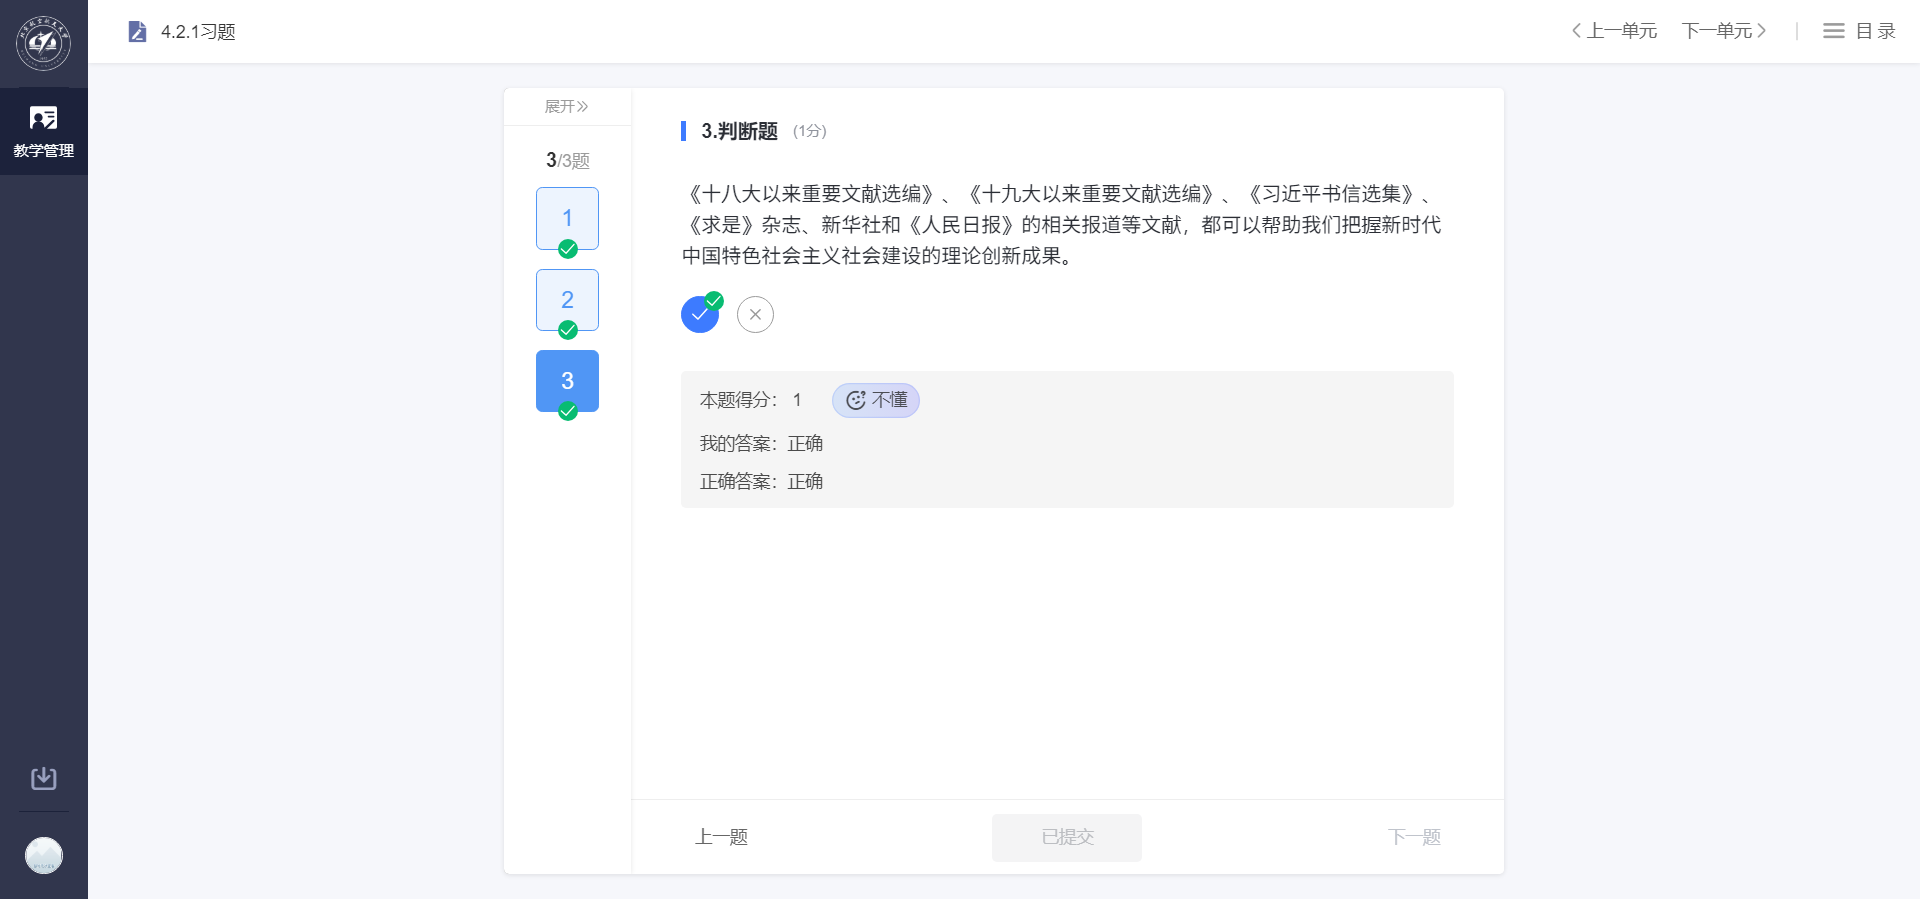 4.2.1习题
上一单元
下一单元
目录
教学管理
展开
3/3题
1
2
3
3.判断题 (1分)
《十八大以来重要文献选编》、《十九大以来重要文献选编》、《习近平书信选集》、
《求是》杂志、新华社和《人民日报》的相关报道等文献，都可以帮助我们把握新时代
中国特色社会主义社会建设的理论创新成果。
本题得分： 1 不懂
我的答案：正确
正确答案：正确
上一题
已提交
下一题